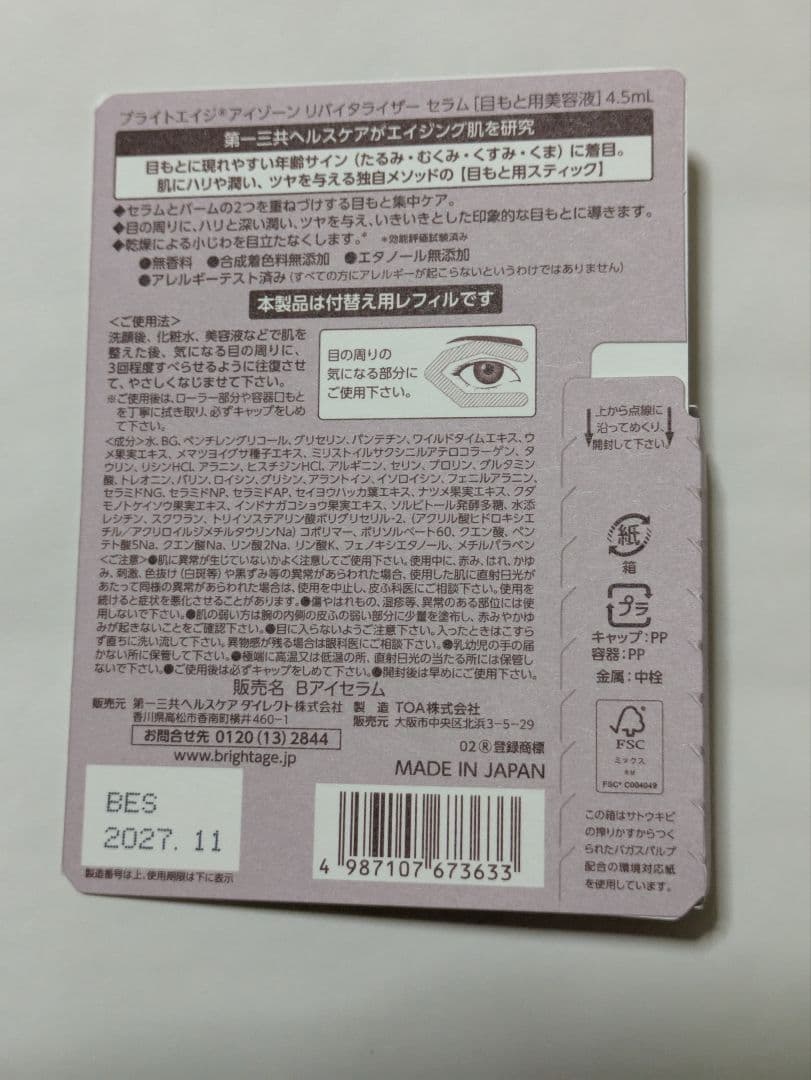 ブライトエイジ®アイゾーン リバイタライザー セラム［目もと用美容液］4.5mL
第一三共ヘルスケアがエイジング肌を研究
目もとに現れやすい年齢サイン（たるみ・むくみ・くすみ・くま）に着目。
肌にハリや潤い、ツヤを与える独自メソッドの【目もと用スティック】
◆セラムとバームの2つを重ねづけする目もと集中ケア。
◆目の周りに、ハリと深い潤い、ツヤを与え、いきいきとした印象的な目もとに導きます。
◆乾燥による小じわを目立たなくします。* *効能評価試験済み
●無香料 ●合成着色料無添加 ●エタノール無添加
●アレルギーテスト済み（すべての方にアレルギーが起こらないというわけではありません）
本製品は付替え用レフィルです
＜ご使用法＞
洗顔後、化粧水、美容液などで肌を
整えた後、気になる目の周りに、
3回程度すべらせるように往復させ
て、やさしくなじませて下さい。
※ご使用後は、ローラー部分や容器口もと
を丁寧に拭き取り、必ずキャップをしめ
て下さい。
目の周りの
気になる部分に
ご使用下さい。
＜成分＞水、BG、ペンチレングリコール、グリセリン、パンテチン、ワイルドタイムエキス、ウ
メ果実エキス、メマツヨイグサ種子エキス、ミリストイルサクシニルアテロコラーゲン、タ
ウリン、リシンHCl、アラニン、ヒスチジンHCl、アルギニン、セリン、プロリン、グルタミン
酸、トレオニン、バリン、ロイシン、グリシン、アラントイン、イソロイシン、フェニルアラニン、
セラミドNG、セラミドNP、セラミドAP、セイヨウハッカ葉エキス、ナツメ果実エキス、クダ
モノトケイソウ果実エキス、インドナガコショウ果実エキス、ソルビトール発酵多糖、水添
レシチン、スクワラン、トリイソステアリン酸ポリグリセリル-2、（アクリル酸ヒドロキシエ
チル/アクリロイルジメチルタウリンNa）コポリマー、ポリソルベート60、クエン酸、ペン
テト酸5Na、クエン酸Na、リン酸2Na、リン酸K、フェノキシエタノール、メチルパラベン
＜ご注意＞●肌に異常が生じていないかよく注意してご使用下さい。使用中に、赤み、はれ、かゆ
み、刺激、色抜け（白斑等）や黒ずみ等の異常があらわれた場合、使用した肌に直射日光が
あたって同様の異常があらわれた場合は、使用を中止し、皮ふ科医にご相談下さい。使用を
続けると症状を悪化させることがあります。●傷やはれもの、湿疹等、異常のある部位には使
用しないで下さい。●肌の弱い方は腕の内側の皮ふの弱い部分に少量を塗布し、赤みやかゆ
みが起きないことをご確認下さい。●目に入らないようご注意下さい。入ったときはこすら
ず直ちに洗い流して下さい。異物感が残る場合は眼科医にご相談下さい。●乳幼児の手の届
かない所に保管して下さい。●極端に高温又は低温の所、直射日光の当たる所には保管し
ないで下さい。●ご使用後は必ずキャップをしめて下さい。●開封後は早めにご使用下さい。
販売名 Bアイセラム
販売元 第一三共ヘルスケア ダイレクト株式会社 製 造 TOA株式会社
香川県高松市香南町横井460-1 販売元 大阪市中央区北浜3-5-29
お問合せ先 0120(13)2844
www.brightage.jp
02 ®登録商標
MADE IN JAPAN
BES
2027.11
製造番号は上、使用期限は下に表示
4 987107 673633
上から点線に
沿ってめくり、
開封して下さい。
紙
箱
プラ
キャップ:PP
容器:PP
金属:中栓
FSC
ミックス
FSC® C004049
この箱はサトウキビ
の搾りかすからつく
られたバガスパルプ
配合の環境対応紙
を使用しています。